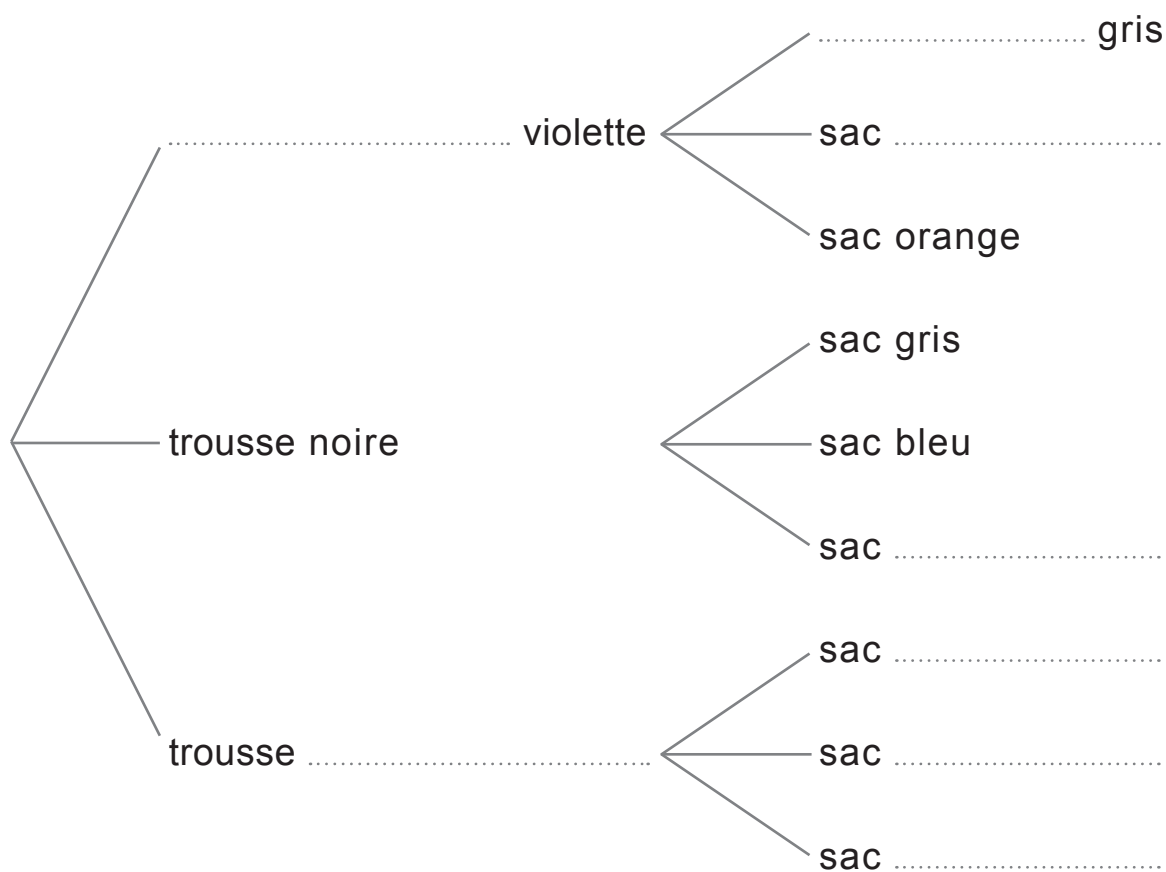 .................................. gris
........................................... violette
sac ..................................
sac orange
sac gris
trousse noire
sac bleu
sac ..................................
sac ..................................
trousse ...........................................
sac ..................................
sac ..................................